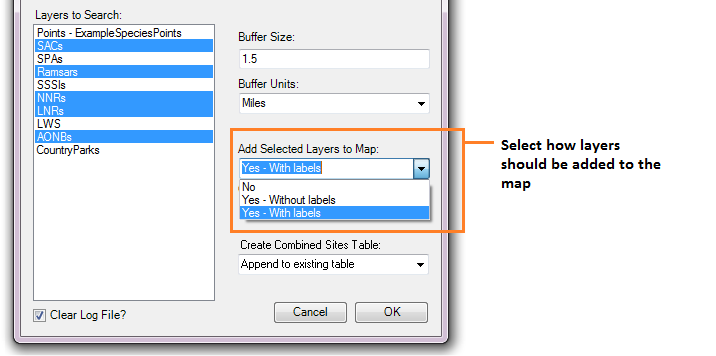 Layers to Search:
Points - ExampleSpeciesPoints
SACs
SPAs
Ramsars
SSSIs
NNRs
LNRs
LWS
AONBs
CountryParks
Clear Log File?
Buffer Size:
1.5
Buffer Units:
Miles
Add Selected Layers to Map:
Yes - With labels
No
Yes - Without labels
Yes - With labels
Create Combined Sites Table:
Append to existing table
Cancel
OK
Select how layers
should be added to the
map